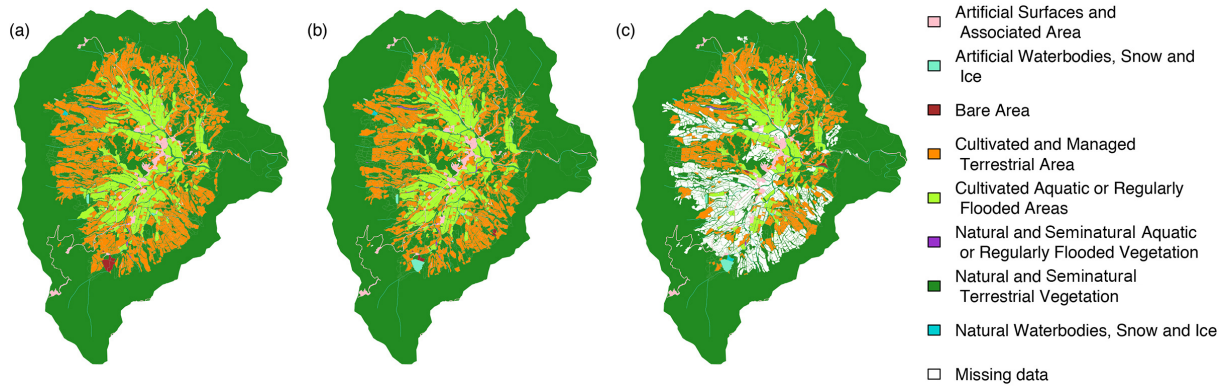 (a)
(b)
(c)
Artificial Surfaces and
Associated Area
Artificial Waterbodies, Snow and
Ice
Bare Area
Cultivated and Managed
Terrestrial Area
Cultivated Aquatic or Regularly
Flooded Areas
Natural and Seminatural Aquatic
or Regularly Flooded Vegetation
Natural and Seminatural
Terrestrial Vegetation
Natural Waterbodies, Snow and Ice
Missing data